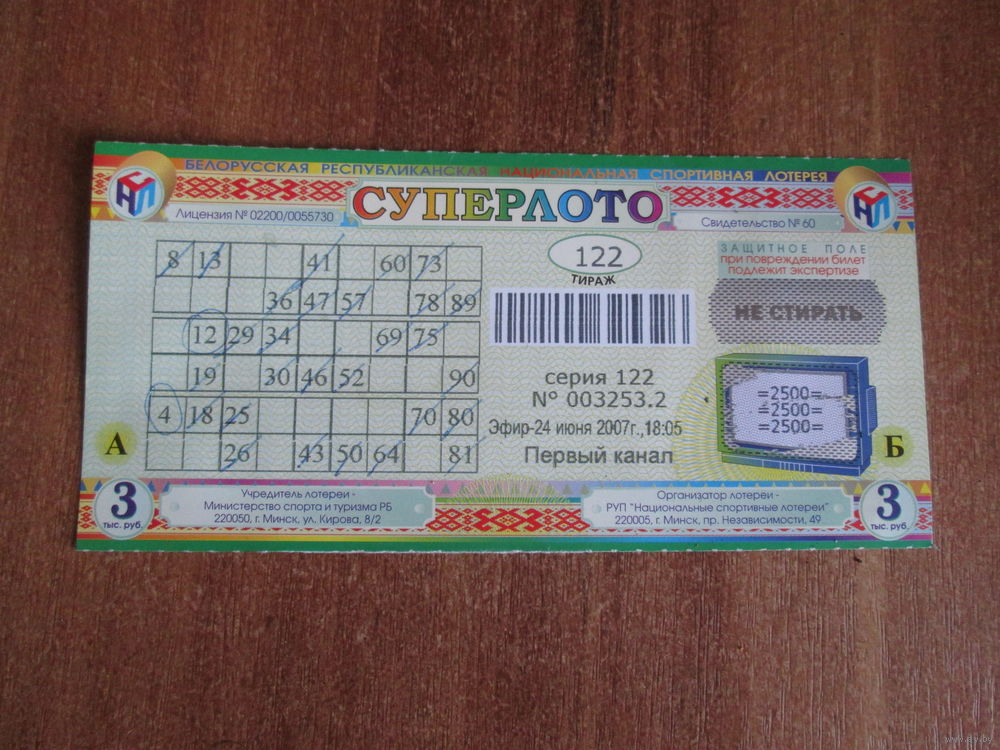 БЕЛОРУССКАЯ РЕСПУБЛИКАНСКАЯ НАЦИОНАЛЬНАЯ СПОРТИВНАЯ ЛОТЕРЕЯ
НСЛ
СУПЕРЛОТО
НСЛ
Лицензия № 02200/0055730
Свидетельство № 60
8 13 41 60 73
36 47 57 78 89
12 29 34 69 75
19 30 46 52 90
4 18 25 70 80
26 43 50 64 81
122
ТИРАЖ
серия 122
N° 003253.2
Эфир-24 июня 2007г.,18:05
Первый канал
ЗАЩИТНОЕ ПОЛЕ
при повреждении билет
подлежит экспертизе
НЕ СТИРАТЬ
=2500=
=2500=
=2500=
А
Б
3
тыс. руб.
Учредитель лотереи -
Министерство спорта и туризма РБ
220050, г. Минск, ул. Кирова, 8/2
Организатор лотереи -
РУП "Национальные спортивные лотереи"
220005, г. Минск, пр. Независимости, 49
3
тыс. руб.
www.ay.by